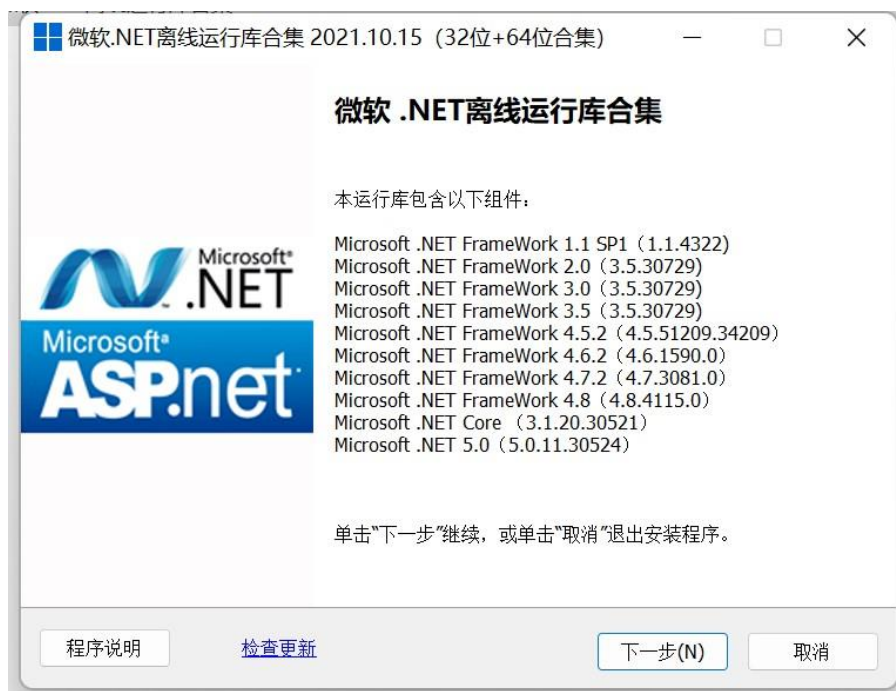 微软.NET离线运行库合集 2021.10.15（32位+64位合集）
微软 .NET离线运行库合集
本运行库包含以下组件：
Microsoft .NET FrameWork 1.1 SP1（1.1.4322)
Microsoft .NET FrameWork 2.0（3.5.30729)
Microsoft .NET FrameWork 3.0（3.5.30729)
Microsoft .NET FrameWork 3.5（3.5.30729)
Microsoft .NET FrameWork 4.5.2（4.5.51209.34209）
Microsoft .NET FrameWork 4.6.2（4.6.1590.0）
Microsoft .NET FrameWork 4.7.2（4.7.3081.0）
Microsoft .NET FrameWork 4.8（4.8.4115.0）
Microsoft .NET Core （3.1.20.30521）
Microsoft .NET 5.0（5.0.11.30524）
Microsoft
.NET
Microsoft
ASP.net
单击“下一步”继续，或单击“取消”退出安装程序。
程序说明
检查更新
下一步(N)
取消